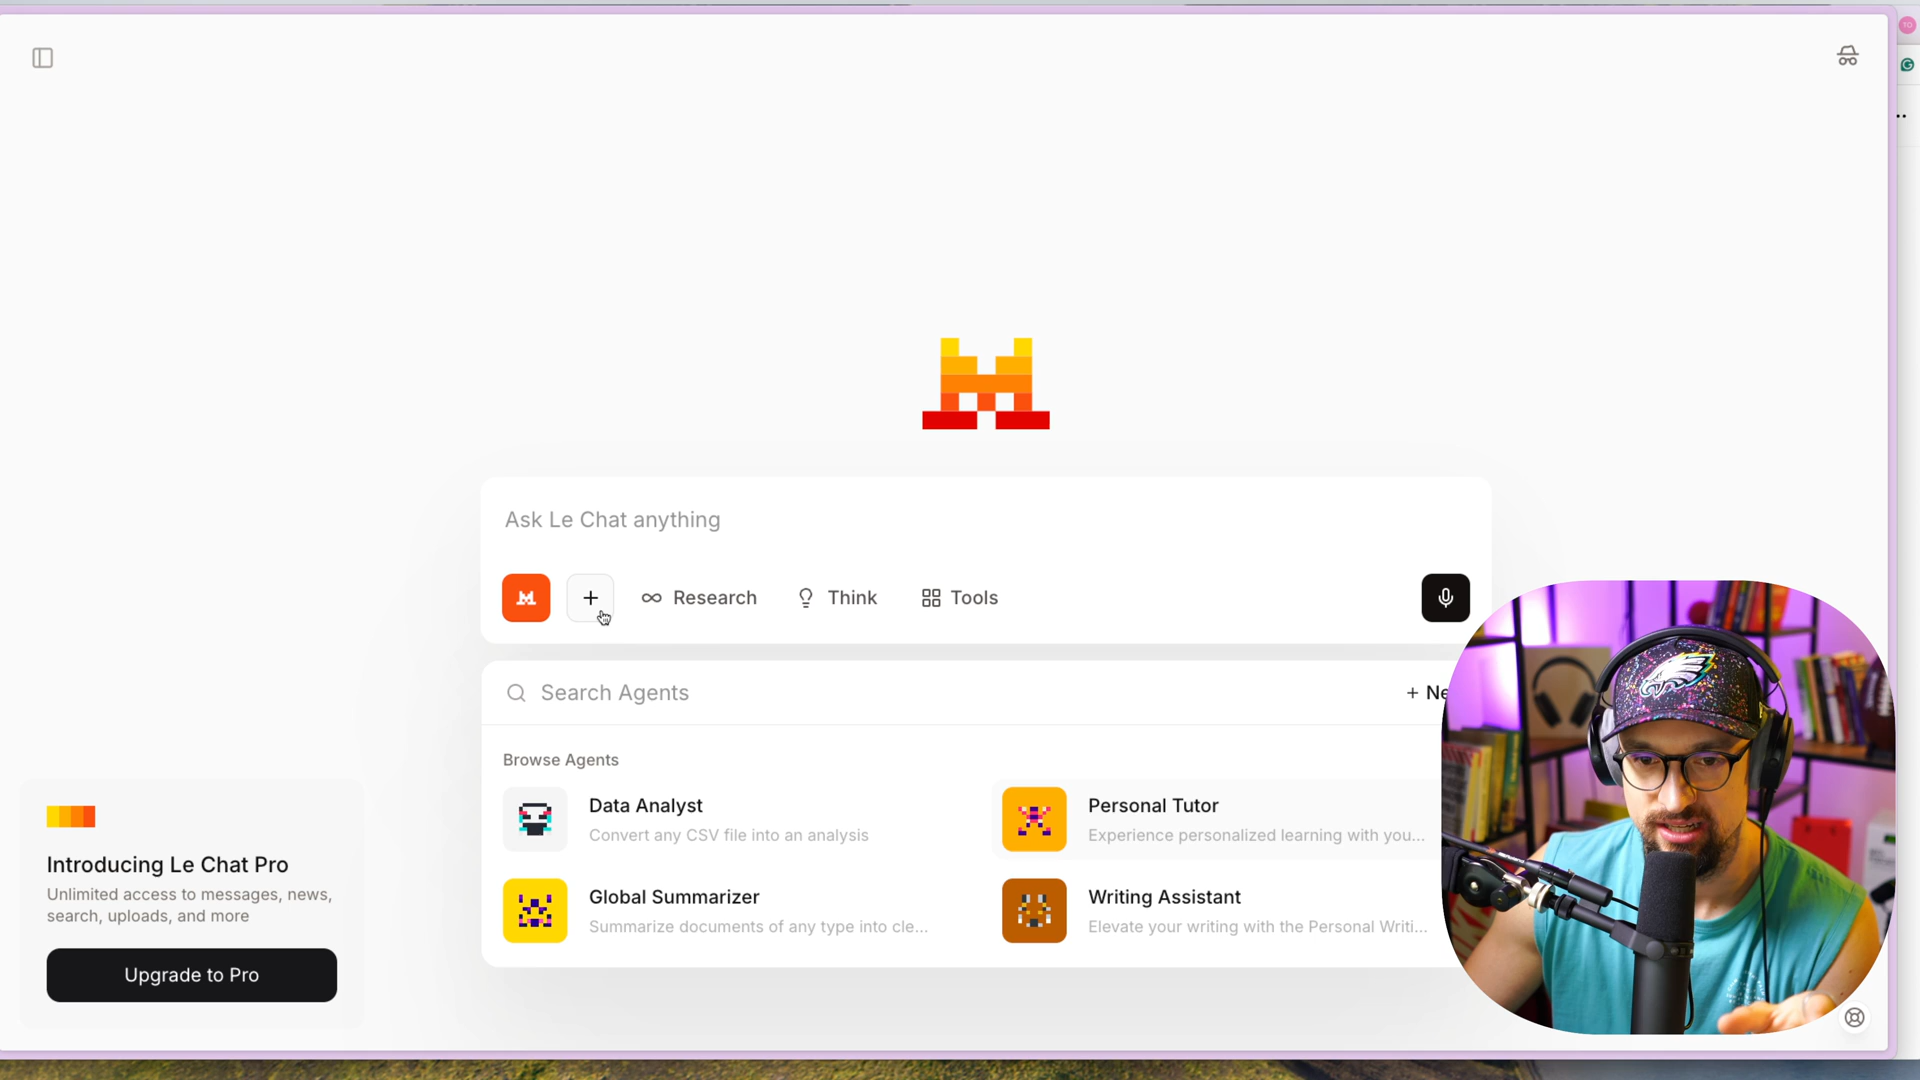 TO
Ask Le Chat anything
Research
Think
Tools
Search Agents
+ Ne
Browse Agents
Data Analyst
Convert any CSV file into an analysis
Personal Tutor
Experience personalized learning with you...
Global Summarizer
Summarize documents of any type into cle...
Writing Assistant
Elevate your writing with the Personal Writi...
Introducing Le Chat Pro
Unlimited access to messages, news,
search, uploads, and more
Upgrade to Pro